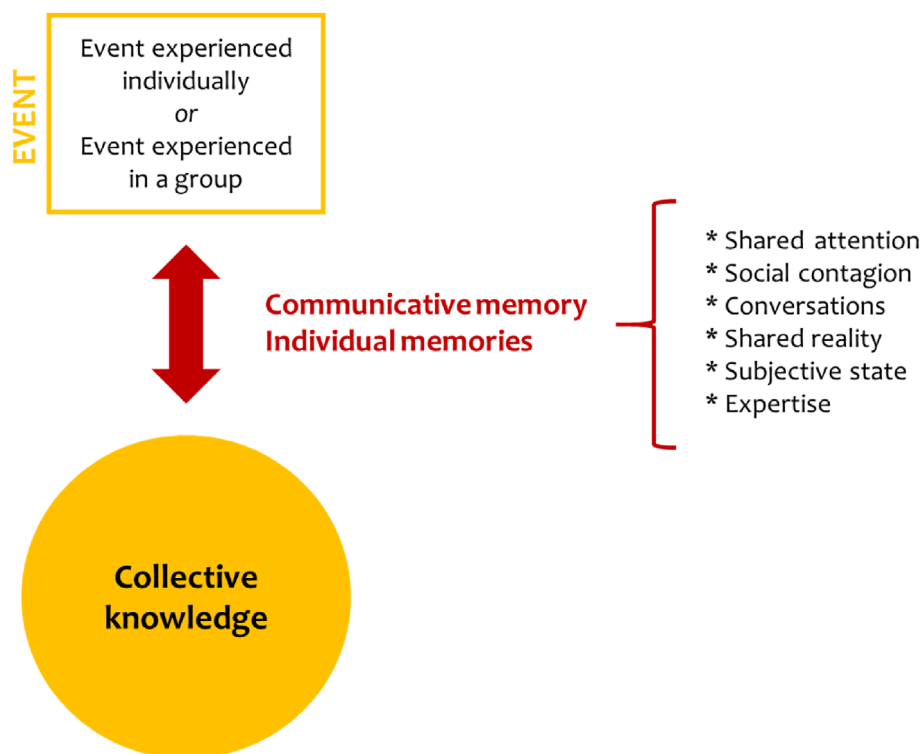 EVENT
Event experienced
individually
or
Event experienced
in a group
Communicative memory
Individual memories
* Shared attention
* Social contagion
* Conversations
* Shared reality
* Subjective state
* Expertise
Collective
knowledge